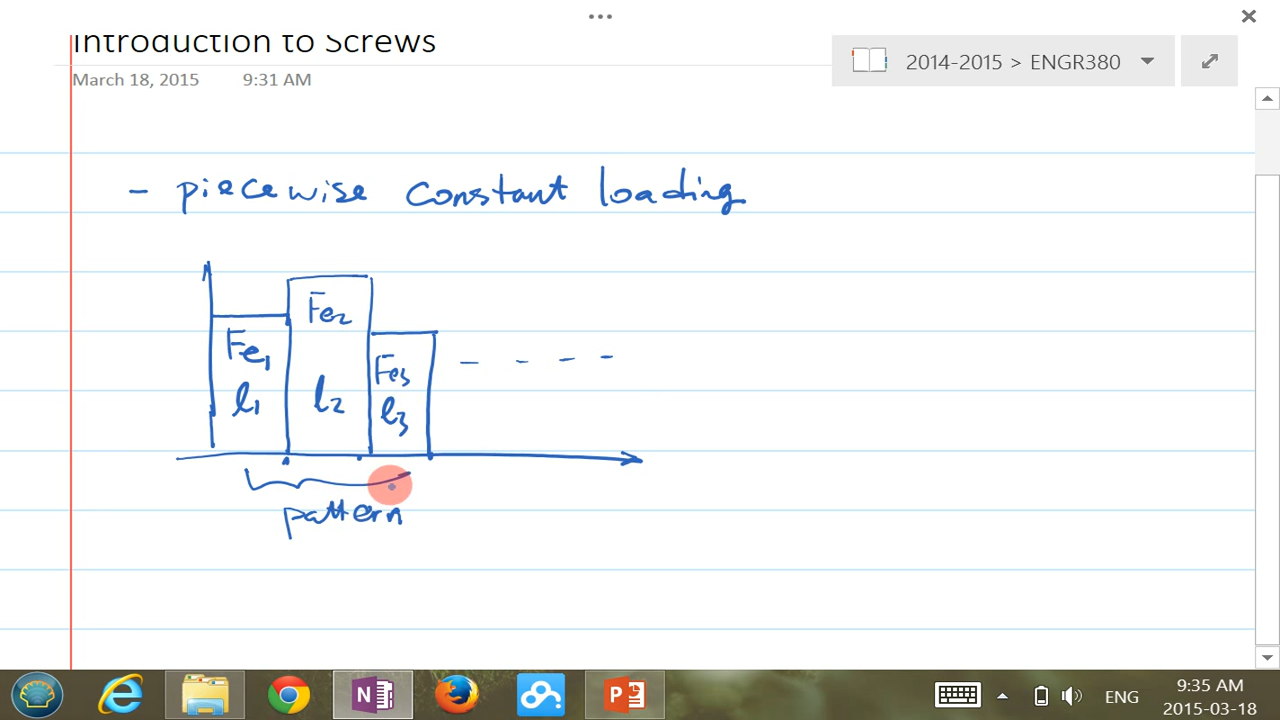 Introduction to Screws
March 18, 2015 9:31 AM
2014-2015 > ENGR380
- piecewise constant loading
Fe2
Fe1
Fe3
l1 l2 l3
pattern
N
P
ENG
9:35 AM
2015-03-18